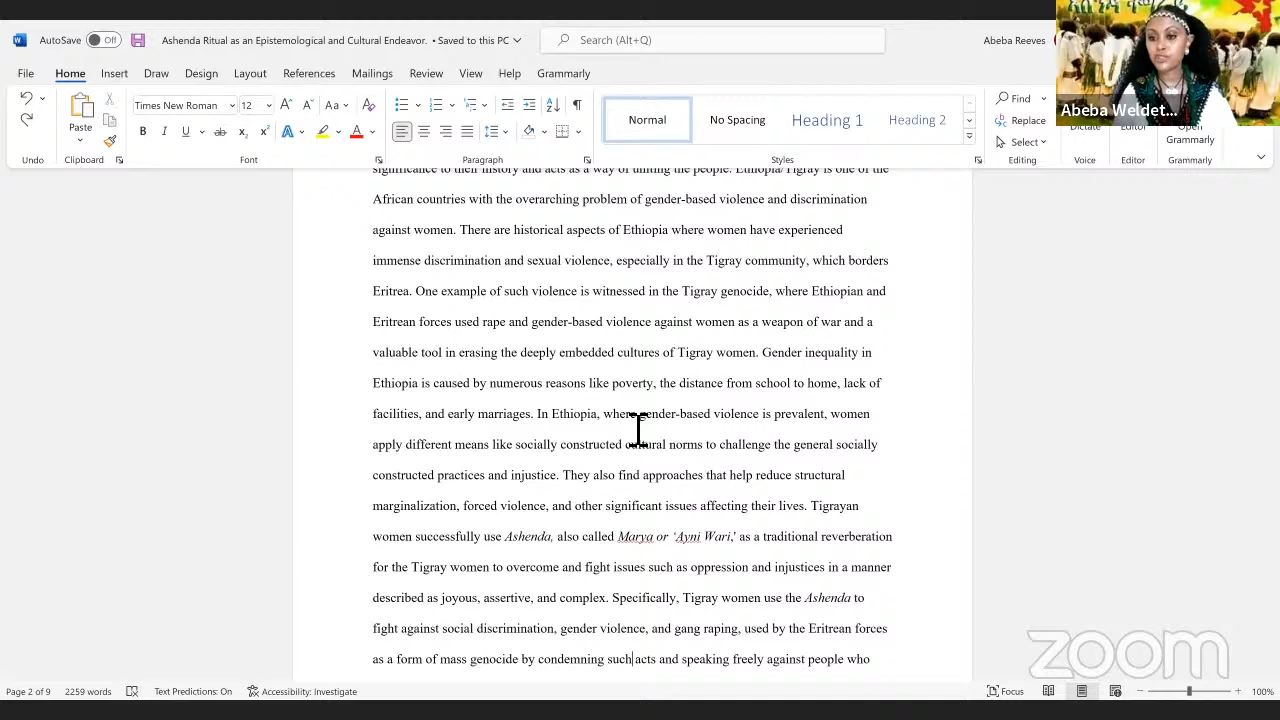 AutoSave Off Ashenda Ritual as an Epistemological and Cultural Endeavor. • Saved to this PC Search (Alt+Q) Abeba Reeves
File Home Insert Draw Design Layout References Mailings Review View Help Grammarly
Abeba Weldet...
Paste Times New Roman 12 Aa Normal No Spacing Heading 1 Heading 2 Find Replace Select Dictate Open Grammarly
B I U ab x₂ x² A A
Undo Clipboard Font Paragraph Styles Editing Voice Editor Grammarly
significance to their history and acts as a way of uniting the people. Ethiopia/Tigray is one of the
African countries with the overarching problem of gender-based violence and discrimination
against women. There are historical aspects of Ethiopia where women have experienced
immense discrimination and sexual violence, especially in the Tigray community, which borders
Eritrea. One example of such violence is witnessed in the Tigray genocide, where Ethiopian and
Eritrean forces used rape and gender-based violence against women as a weapon of war and a
valuable tool in erasing the deeply embedded cultures of Tigray women. Gender inequality in
Ethiopia is caused by numerous reasons like poverty, the distance from school to home, lack of
facilities, and early marriages. In Ethiopia, where gender-based violence is prevalent, women
apply different means like socially constructed cultural norms to challenge the general socially
constructed practices and injustice. They also find approaches that help reduce structural
marginalization, forced violence, and other significant issues affecting their lives. Tigrayan
women successfully use Ashenda, also called Marya or ‘Ayni Wari,’ as a traditional reverberation
for the Tigray women to overcome and fight issues such as oppression and injustices in a manner
described as joyous, assertive, and complex. Specifically, Tigray women use the Ashenda to
fight against social discrimination, gender violence, and gang raping, used by the Eritrean forces
as a form of mass genocide by condemning such acts and speaking freely against people who
zoom
Page 2 of 9 2259 words Text Predictions: On Accessibility: Investigate Focus 100%